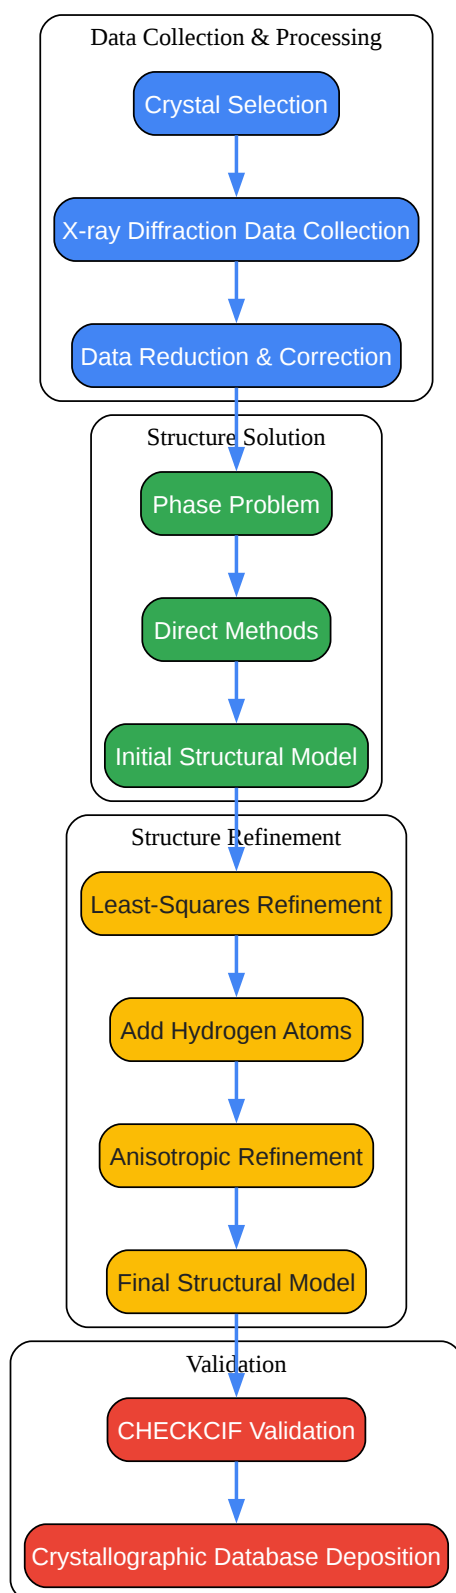 Data Collection & Processing
Crystal Selection
X-ray Diffraction Data Collection
Data Reduction & Correction
Structure Solution
Phase Problem
Direct Methods
Initial Structural Model
Structure Refinement
Least-Squares Refinement
Add Hydrogen Atoms
Anisotropic Refinement
Final Structural Model
Validation
CHECKCIF Validation
Crystallographic Database Deposition